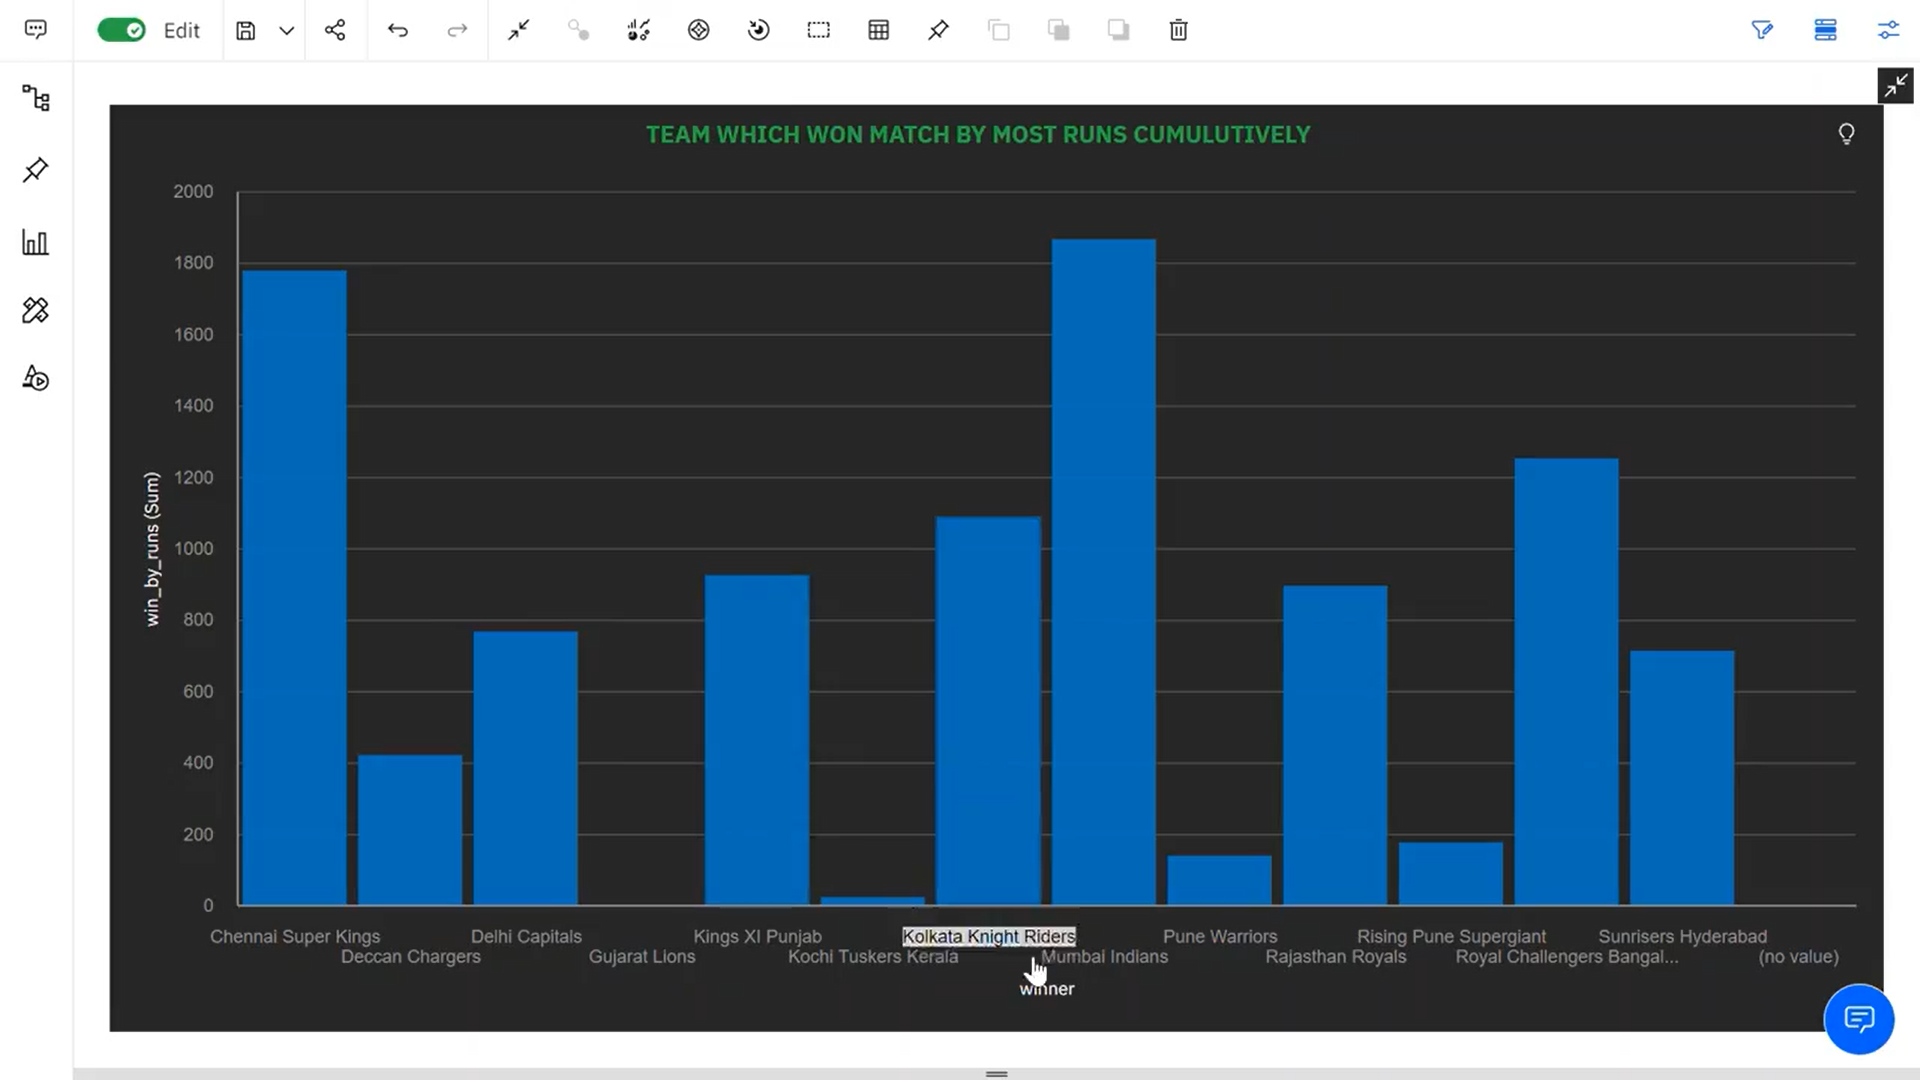 Edit
TEAM WHICH WON MATCH BY MOST RUNS CUMULUTIVELY
2000
1800
1600
1400
1200
1000
800
600
400
200
0
win_by_runs (Sum)
Chennai Super Kings
Deccan Chargers
Delhi Capitals
Gujarat Lions
Kings XI Punjab
Kochi Tuskers Kerala
Kolkata Knight Riders
Mumbai Indians
Pune Warriors
Rajasthan Royals
Rising Pune Supergiant
Royal Challengers Bangal...
Sunrisers Hyderabad
(no value)
winner